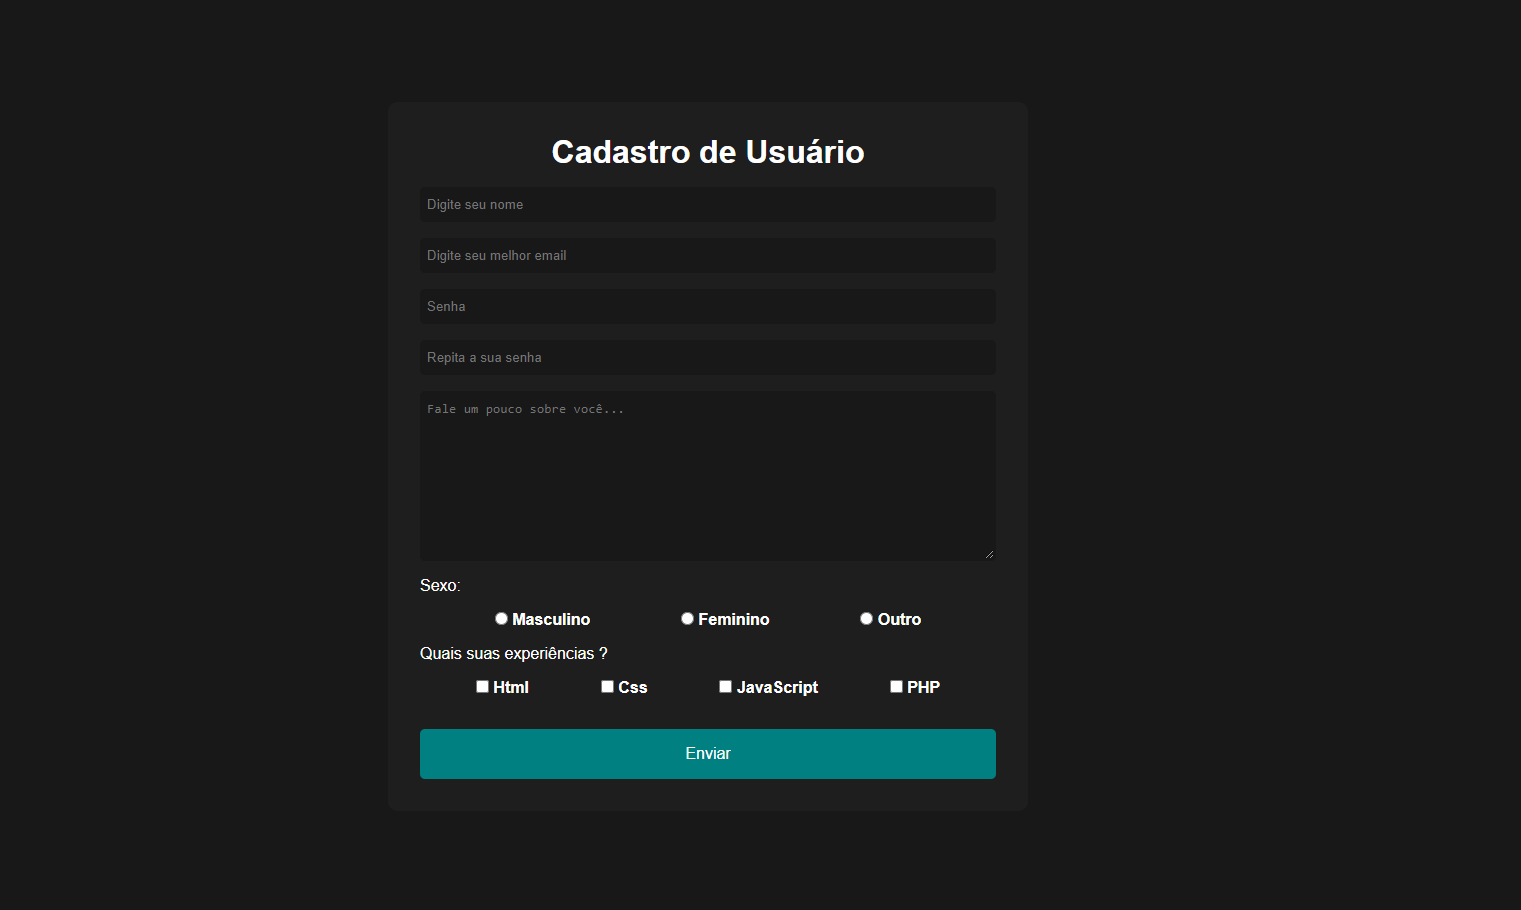 Cadastro de Usuário
Digite seu nome
Digite seu melhor email
Senha
Repita a sua senha
Fale um pouco sobre você...
Sexo:
Masculino Feminino Outro
Quais suas experiências ?
Html Css JavaScript PHP
Enviar